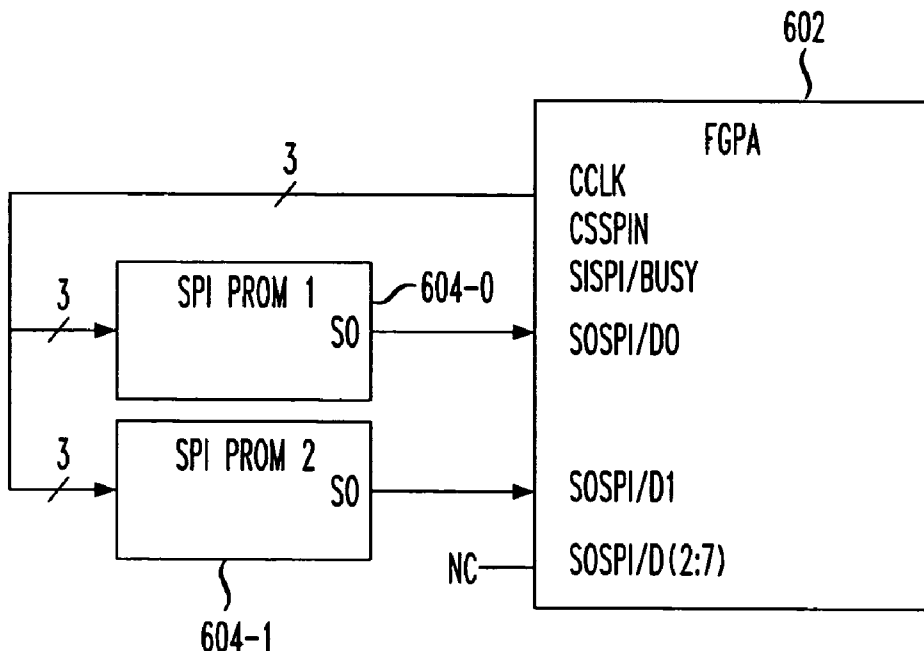 602
FGPA
3
CCLK
CSSPIN
SISPI/BUSY
3
SPI PROM 1
604-0
SO
SOSPI/D0
3
SPI PROM 2
SO
SOSPI/D1
NC
SOSPI/D(2:7)
604-1